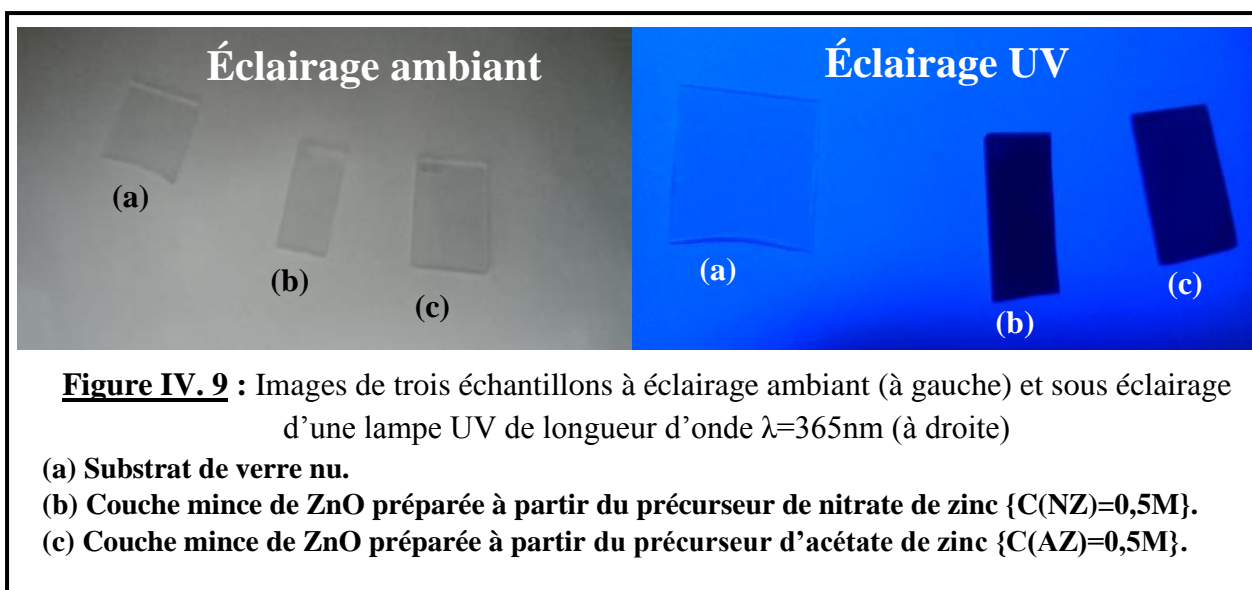 Éclairage ambiant
Éclairage UV
(a)
(b)
(c)
(a)
(b)
(c)
Figure IV. 9 : Images de trois échantillons à éclairage ambiant (à gauche) et sous éclairage
d’une lampe UV de longueur d’onde λ=365nm (à droite)
(a) Substrat de verre nu.
(b) Couche mince de ZnO préparée à partir du précurseur de nitrate de zinc {C(NZ)=0,5M}.
(c) Couche mince de ZnO préparée à partir du précurseur d’acétate de zinc {C(AZ)=0,5M}.